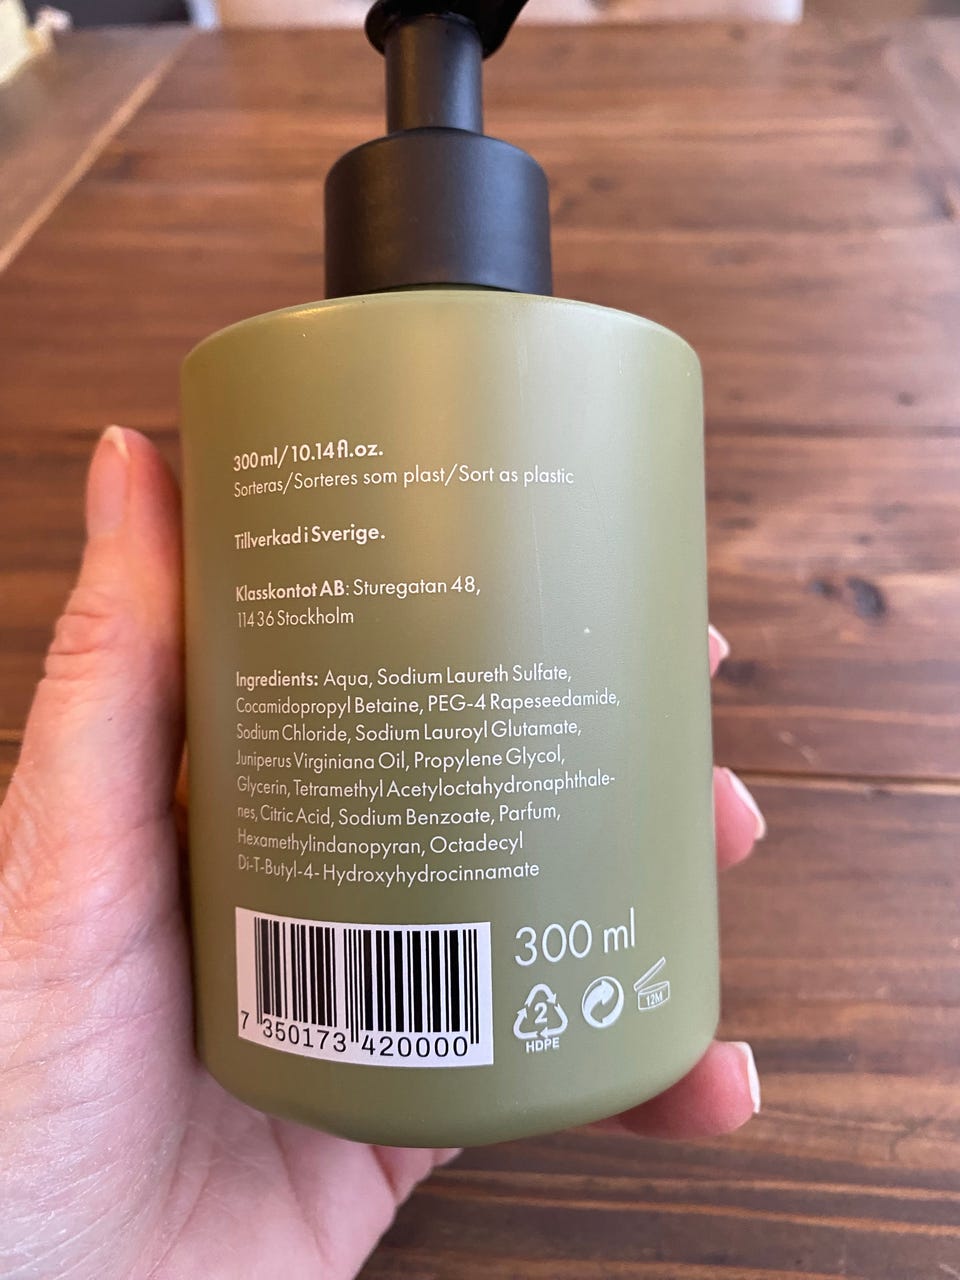 300 ml/10.14 fl.oz.
Sorteras/Sorteres som plast/Sort as plastic
Tillverkad i Sverige.
Klasskontot AB: Sturegatan 48,
114 36 Stockholm
Ingredients: Aqua, Sodium Laureth Sulfate,
Cocamidopropyl Betaine, PEG-4 Rapeseedamide,
Sodium Chloride, Sodium Lauroyl Glutamate,
Juniperus Virginiana Oil, Propylene Glycol,
Glycerin, Tetramethyl Acetyloctahydronaphthale-
nes, Citric Acid, Sodium Benzoate, Parfum,
Hexamethylindanopyran, Octadecyl
Di-T-Butyl-4-Hydroxyhydrocinnamate
7 350173 420000
300 ml
2
HDPE
12M